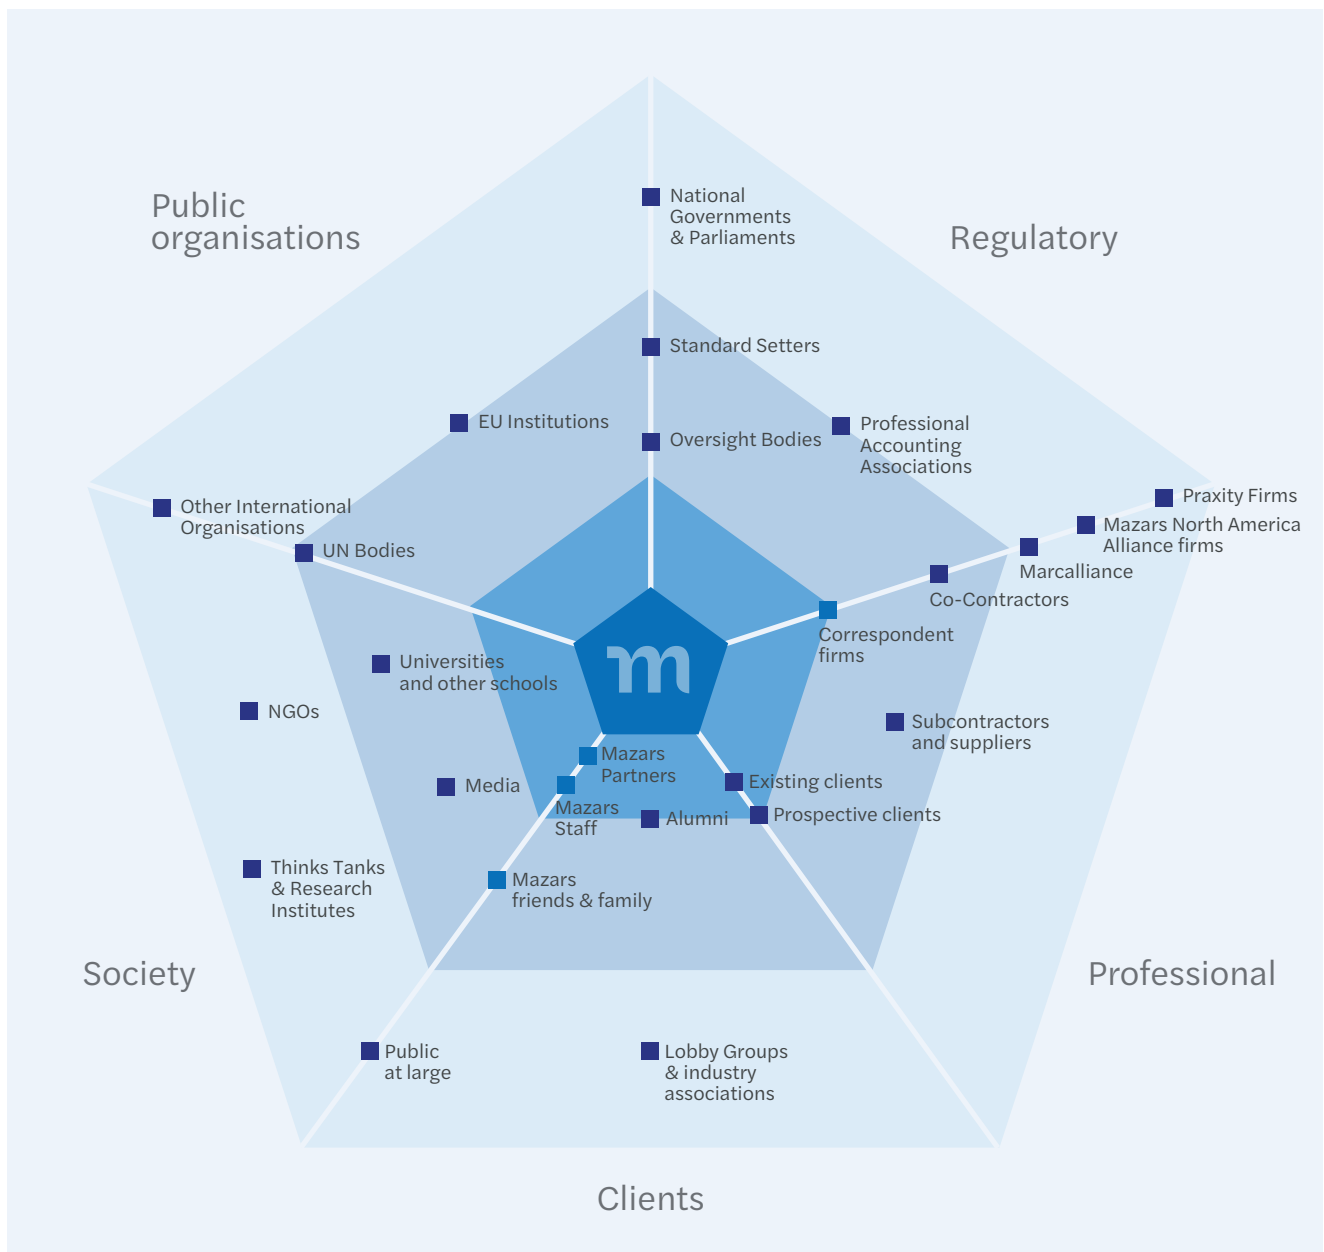 Public
organisations
National
Governments
& Parliaments
Regulatory
Standard Setters
EU Institutions
Oversight Bodies
Professional
Accounting
Associations
Other International
Organisations
UN Bodies
Praxity Firms
Mazars North America
Alliance firms
Marcalliance
Co-Contractors
Correspondent
firms
m
Universities
and other schools
NGOs
Subcontractors
and suppliers
Mazars
Partners
Media
Mazars
Staff
Existing clients
Alumni
Prospective clients
Thinks Tanks
& Research
Institutes
Mazars
friends & family
Society
Professional
Public
at large
Lobby Groups
& industry
associations
Clients